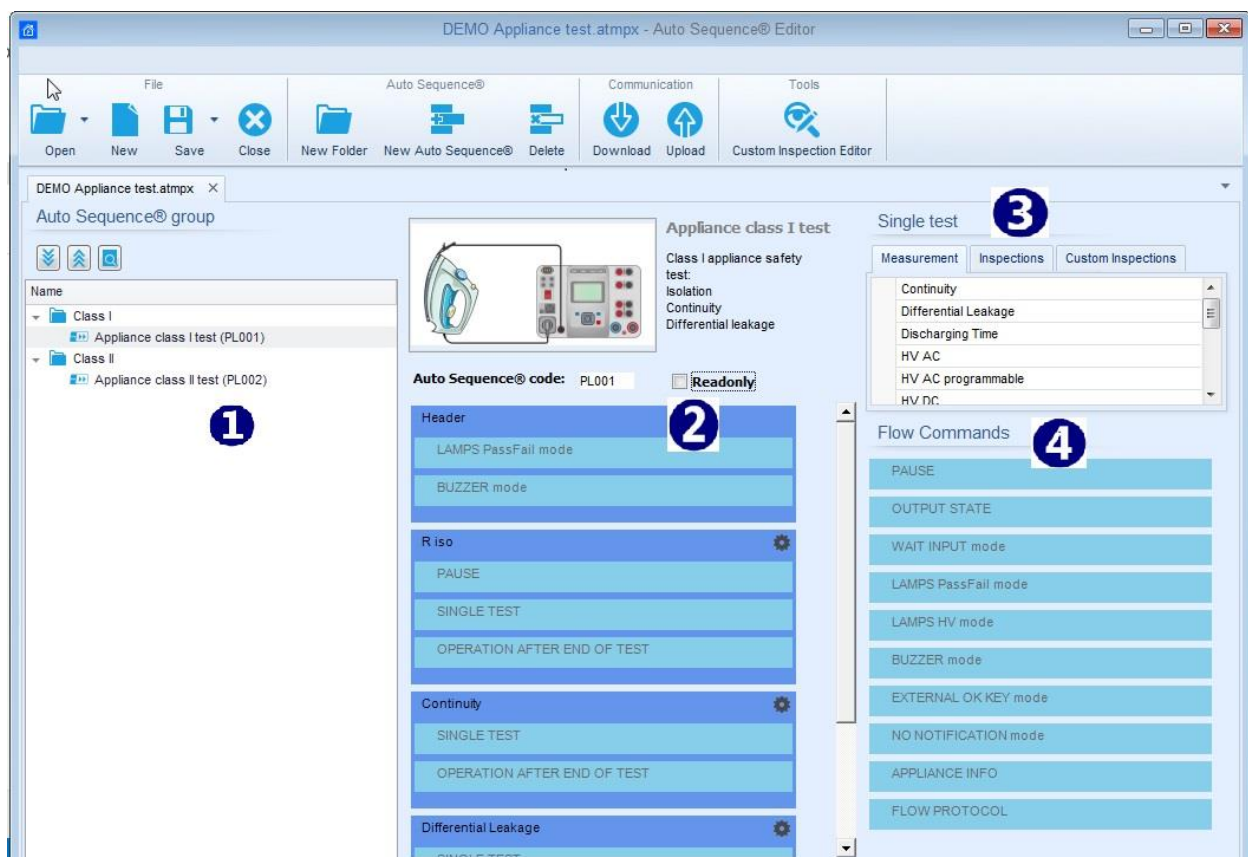 DEMO Appliance test.atmpx - Auto Sequence® Editor
File
Auto Sequence®
Communication
Tools
Open
New
Save
Close
New Folder
New Auto Sequence®
Delete
Download
Upload
Custom Inspection Editor
DEMO Appliance test.atmpx
Auto Sequence® group
Name
Class I
Appliance class I test (PL001)
Class II
Appliance class II test (PL002)
1
Appliance class I test
Class I appliance safety
test:
Isolation
Continuity
Differential leakage
Auto Sequence® code: PL001
Readonly
2
Header
LAMPS PassFail mode
BUZZER mode
R iso
PAUSE
SINGLE TEST
OPERATION AFTER END OF TEST
Continuity
SINGLE TEST
OPERATION AFTER END OF TEST
Differential Leakage
SINGLE TEST
Single test
3
Measurement
Inspections
Custom Inspections
Continuity
Differential Leakage
Discharging Time
HV AC
HV AC programmable
HV DC
Flow Commands
4
PAUSE
OUTPUT STATE
WAIT INPUT mode
LAMPS PassFail mode
LAMPS HV mode
BUZZER mode
EXTERNAL OK KEY mode
NO NOTIFICATION mode
APPLIANCE INFO
FLOW PROTOCOL